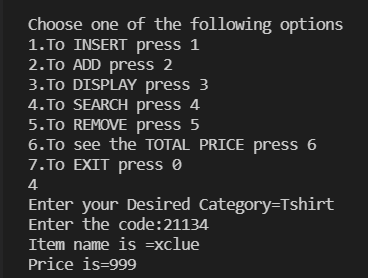 Choose one of the following options
1.To INSERT press 1
2.To ADD press 2
3.To DISPLAY press 3
4.To SEARCH press 4
5.To REMOVE press 5
6.To see the TOTAL PRICE press 6
7.To EXIT press 0
4
Enter your Desired Category=Tshirt
Enter the code:21134
Item name is =xclue
Price is=999